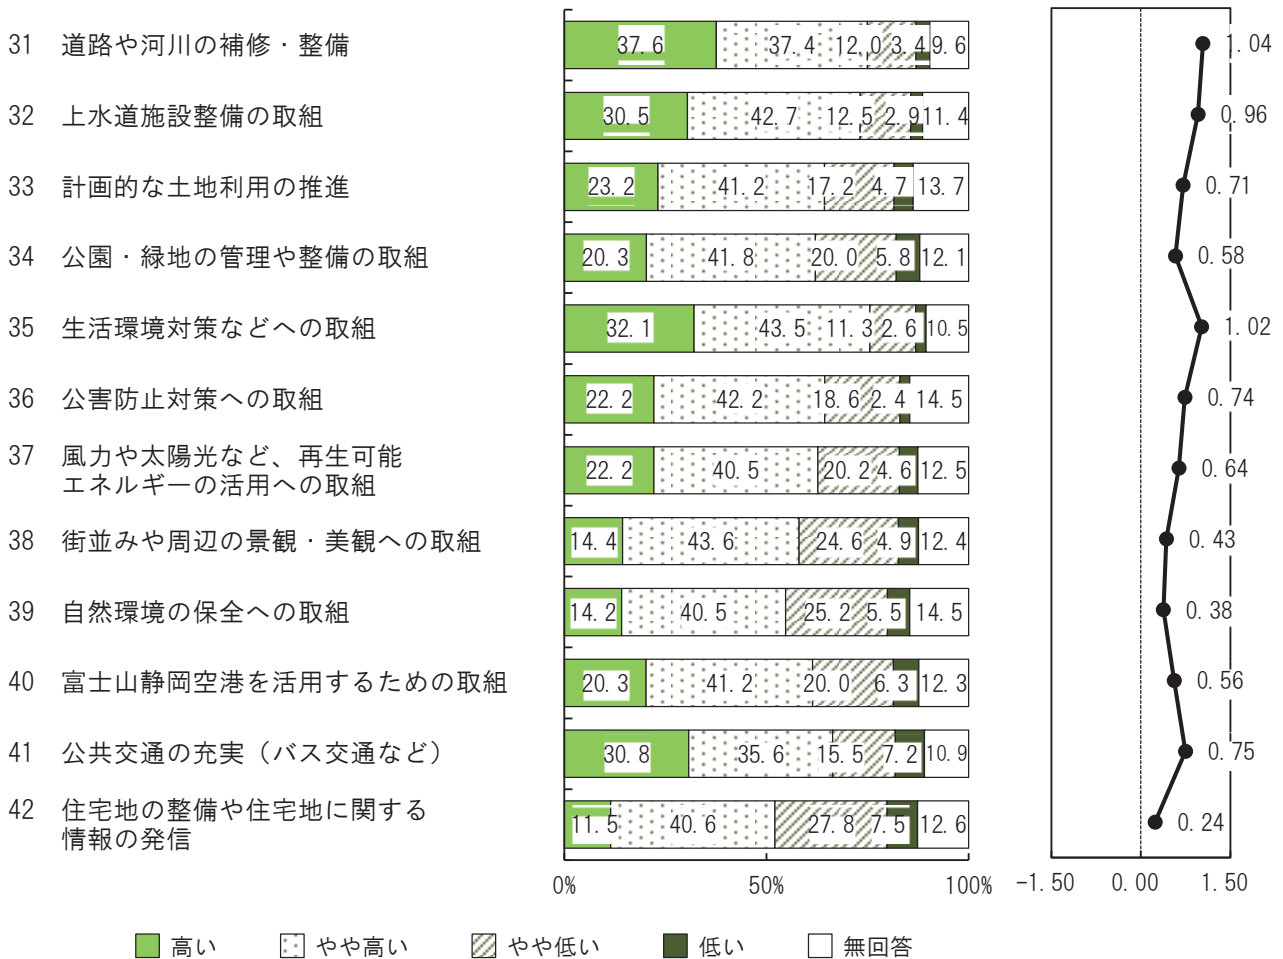 31 道路や河川の補修・整備 37.6 37.4 12.0 3.4 9.6 1.04
32 上水道施設整備の取組 30.5 42.7 12.5 2.9 11.4 0.96
33 計画的な土地利用の推進 23.2 41.2 17.2 4.7 13.7 0.71
34 公園・緑地の管理や整備の取組 20.3 41.8 20.0 5.8 12.1 0.58
35 生活環境対策などへの取組 32.1 43.5 11.3 2.6 10.5 1.02
36 公害防止対策への取組 22.2 42.2 18.6 2.4 14.5 0.74
37 風力や太陽光など、再生可能
エネルギーの活用への取組 22.2 40.5 20.2 4.6 12.5 0.64
38 街並みや周辺の景観・美観への取組 14.4 43.6 24.6 4.9 12.4 0.43
39 自然環境の保全への取組 14.2 40.5 25.2 5.5 14.5 0.38
40 富士山静岡空港を活用するための取組 20.3 41.2 20.0 6.3 12.3 0.56
41 公共交通の充実（バス交通など） 30.8 35.6 15.5 7.2 10.9 0.75
42 住宅地の整備や住宅地に関する
情報の発信 11.5 40.6 27.8 7.5 12.6 0.24
0% 50% 100% -1.50 0.00 1.50
高い やや高い やや低い 低い 無回答